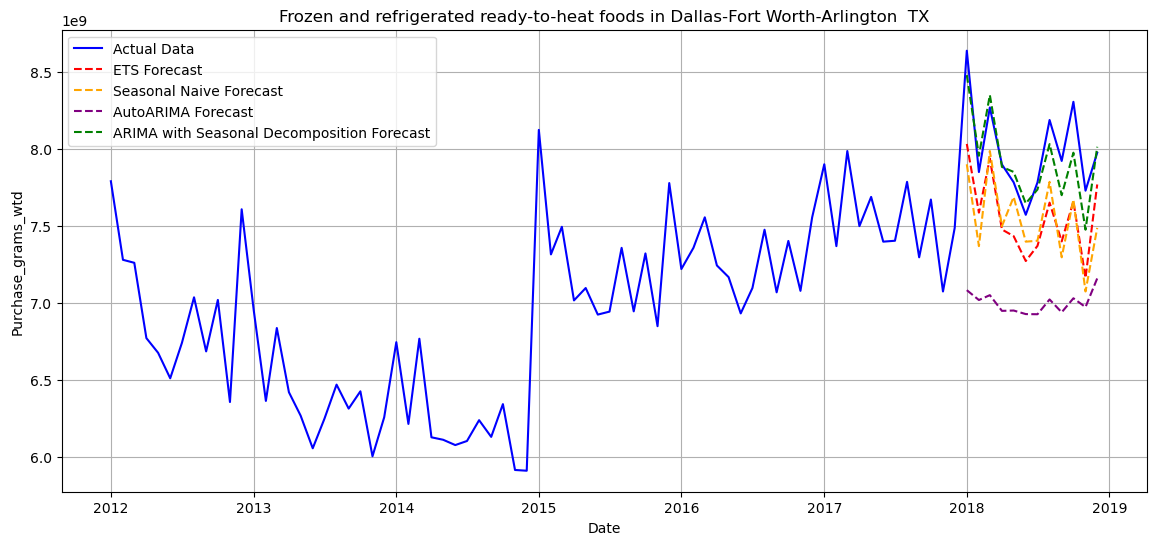 Frozen and refrigerated ready-to-heat foods in Dallas-Fort Worth-Arlington  TX
1e9
Actual Data
ETS Forecast
Seasonal Naive Forecast
AutoARIMA Forecast
ARIMA with Seasonal Decomposition Forecast
8.5
8.0
7.5
7.0
6.5
6.0
Purchase_grams_wtd
2012 2013 2014 2015 2016 2017 2018 2019
Date